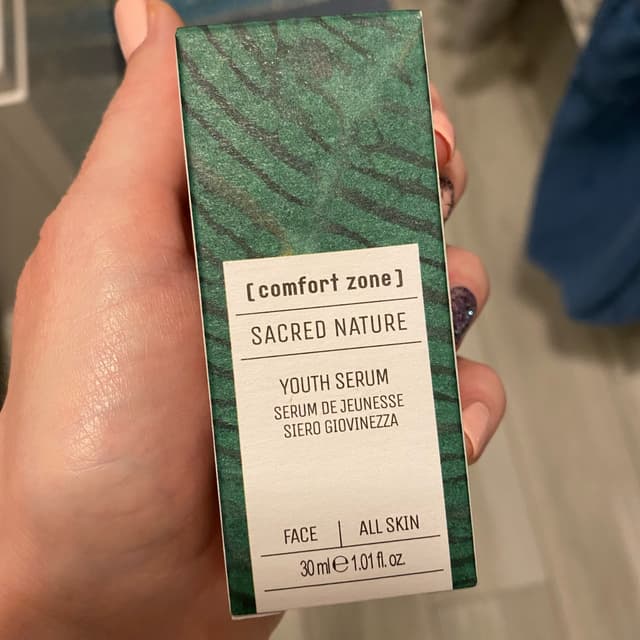 [comfort zone]
SACRED NATURE
YOUTH SERUM
SERUM DE JEUNESSE
SIERO GIOVINEZZA
FACE | ALL SKIN
30 ml ℮ 1.01 fl. oz.